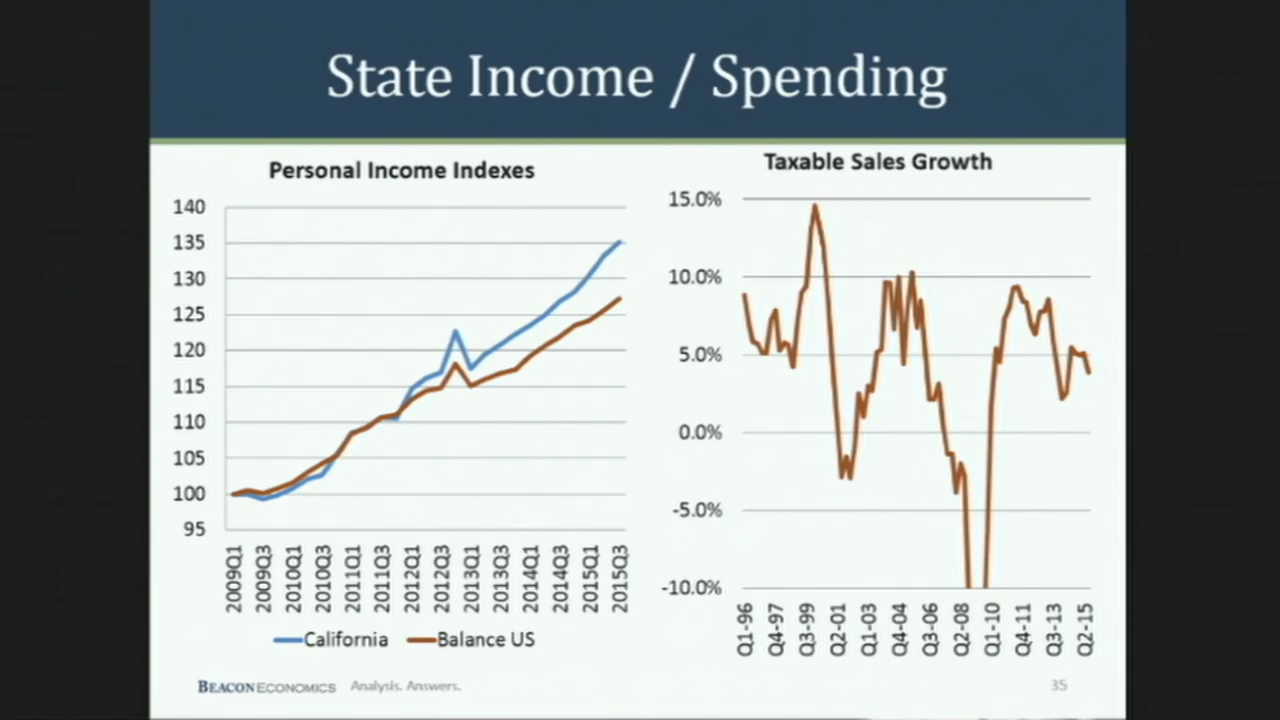 State Income / Spending
Personal Income Indexes
140
135
130
125
120
115
110
105
100
95
2009Q1
2009Q3
2010Q1
2010Q3
2011Q1
2011Q3
2012Q1
2012Q3
2013Q1
2013Q3
2014Q1
2014Q3
2015Q1
2015Q3
California
Balance US
Taxable Sales Growth
15.0%
10.0%
5.0%
0.0%
-5.0%
-10.0%
Q1-96
Q4-97
Q3-99
Q2-01
Q1-03
Q4-04
Q3-06
Q2-08
Q1-10
Q4-11
Q3-13
Q2-15
BEACON ECONOMICS Analysis. Answers.
35